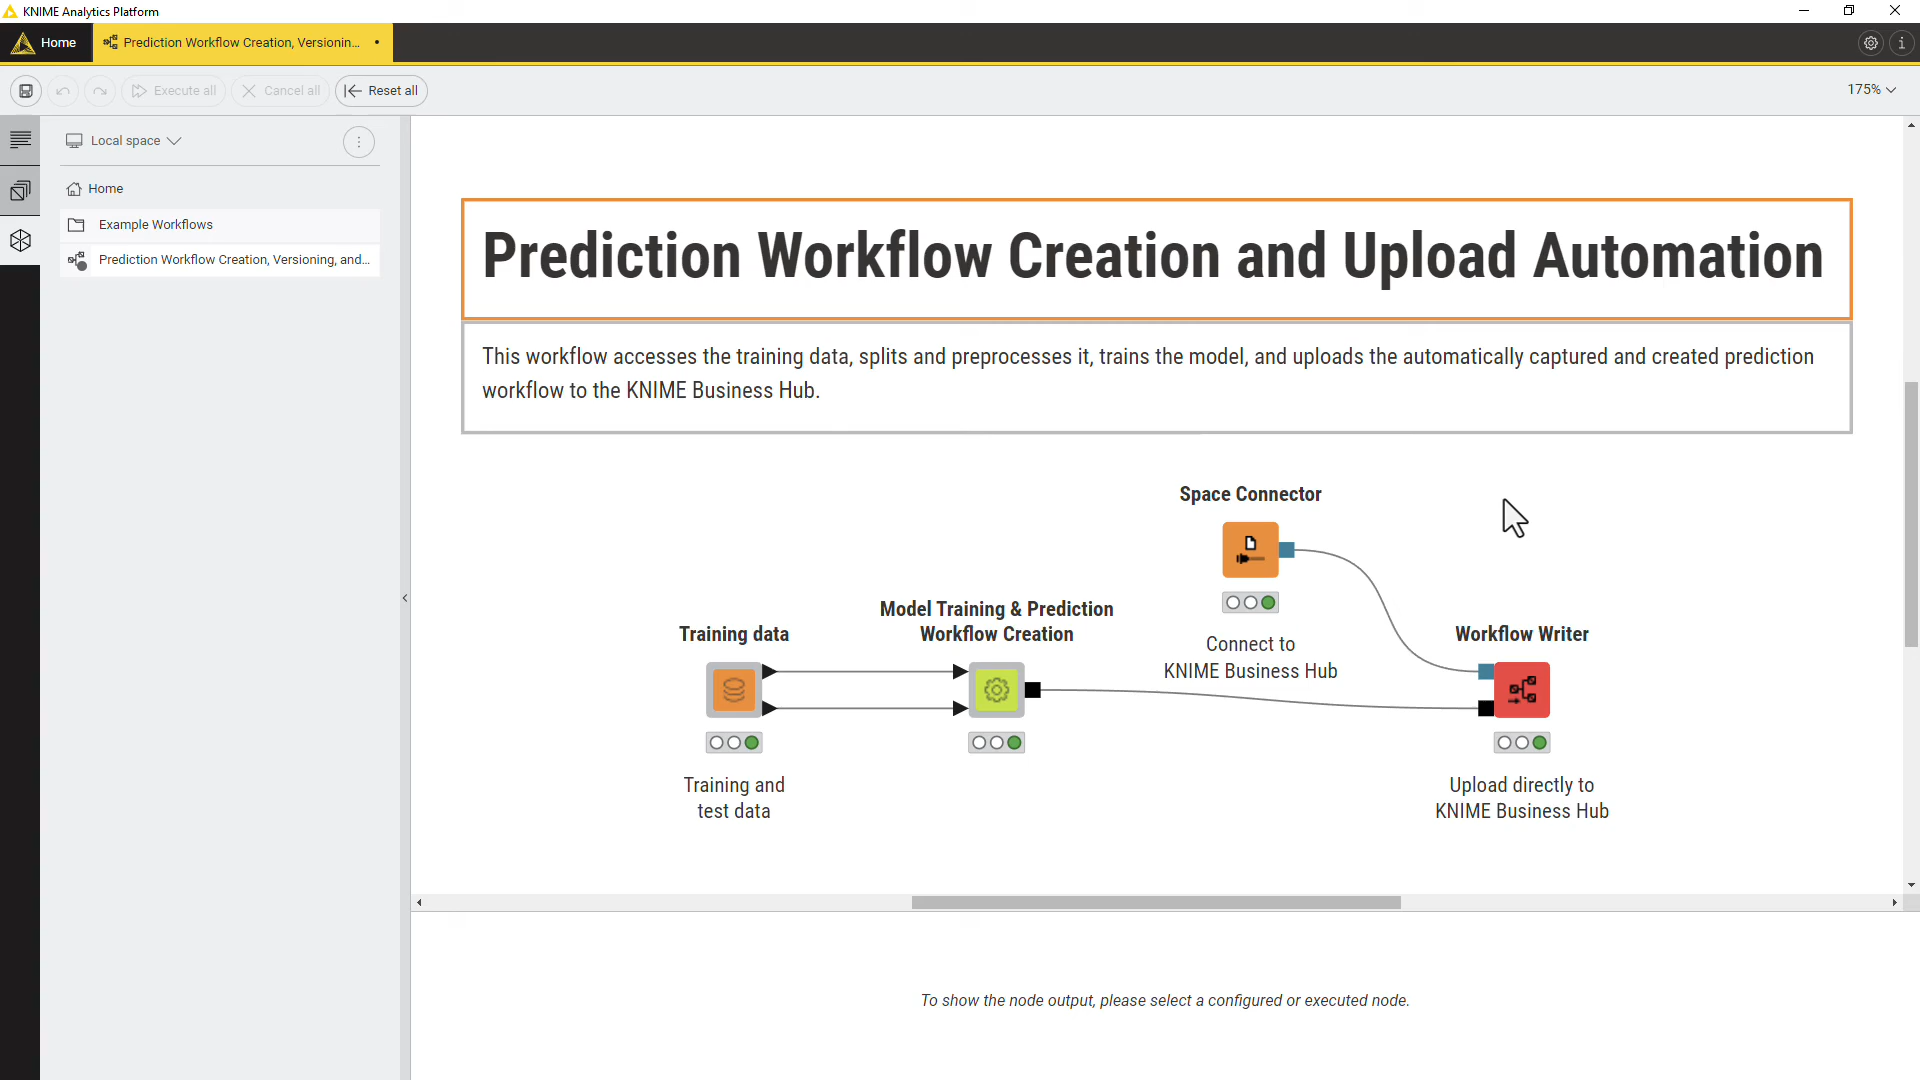 KNIME Analytics Platform
Home
Prediction Workflow Creation, Versionin...
Execute all
Cancel all
Reset all
175%
Local space
Home
Example Workflows
Prediction Workflow Creation, Versioning, and...
Prediction Workflow Creation and Upload Automation
This workflow accesses the training data, splits and preprocesses it, trains the model, and uploads the automatically captured and created prediction
workflow to the KNIME Business Hub.
Space Connector
Connect to
KNIME Business Hub
Model Training & Prediction
Workflow Creation
Training data
Training and
test data
Workflow Writer
Upload directly to
KNIME Business Hub
To show the node output, please select a configured or executed node.